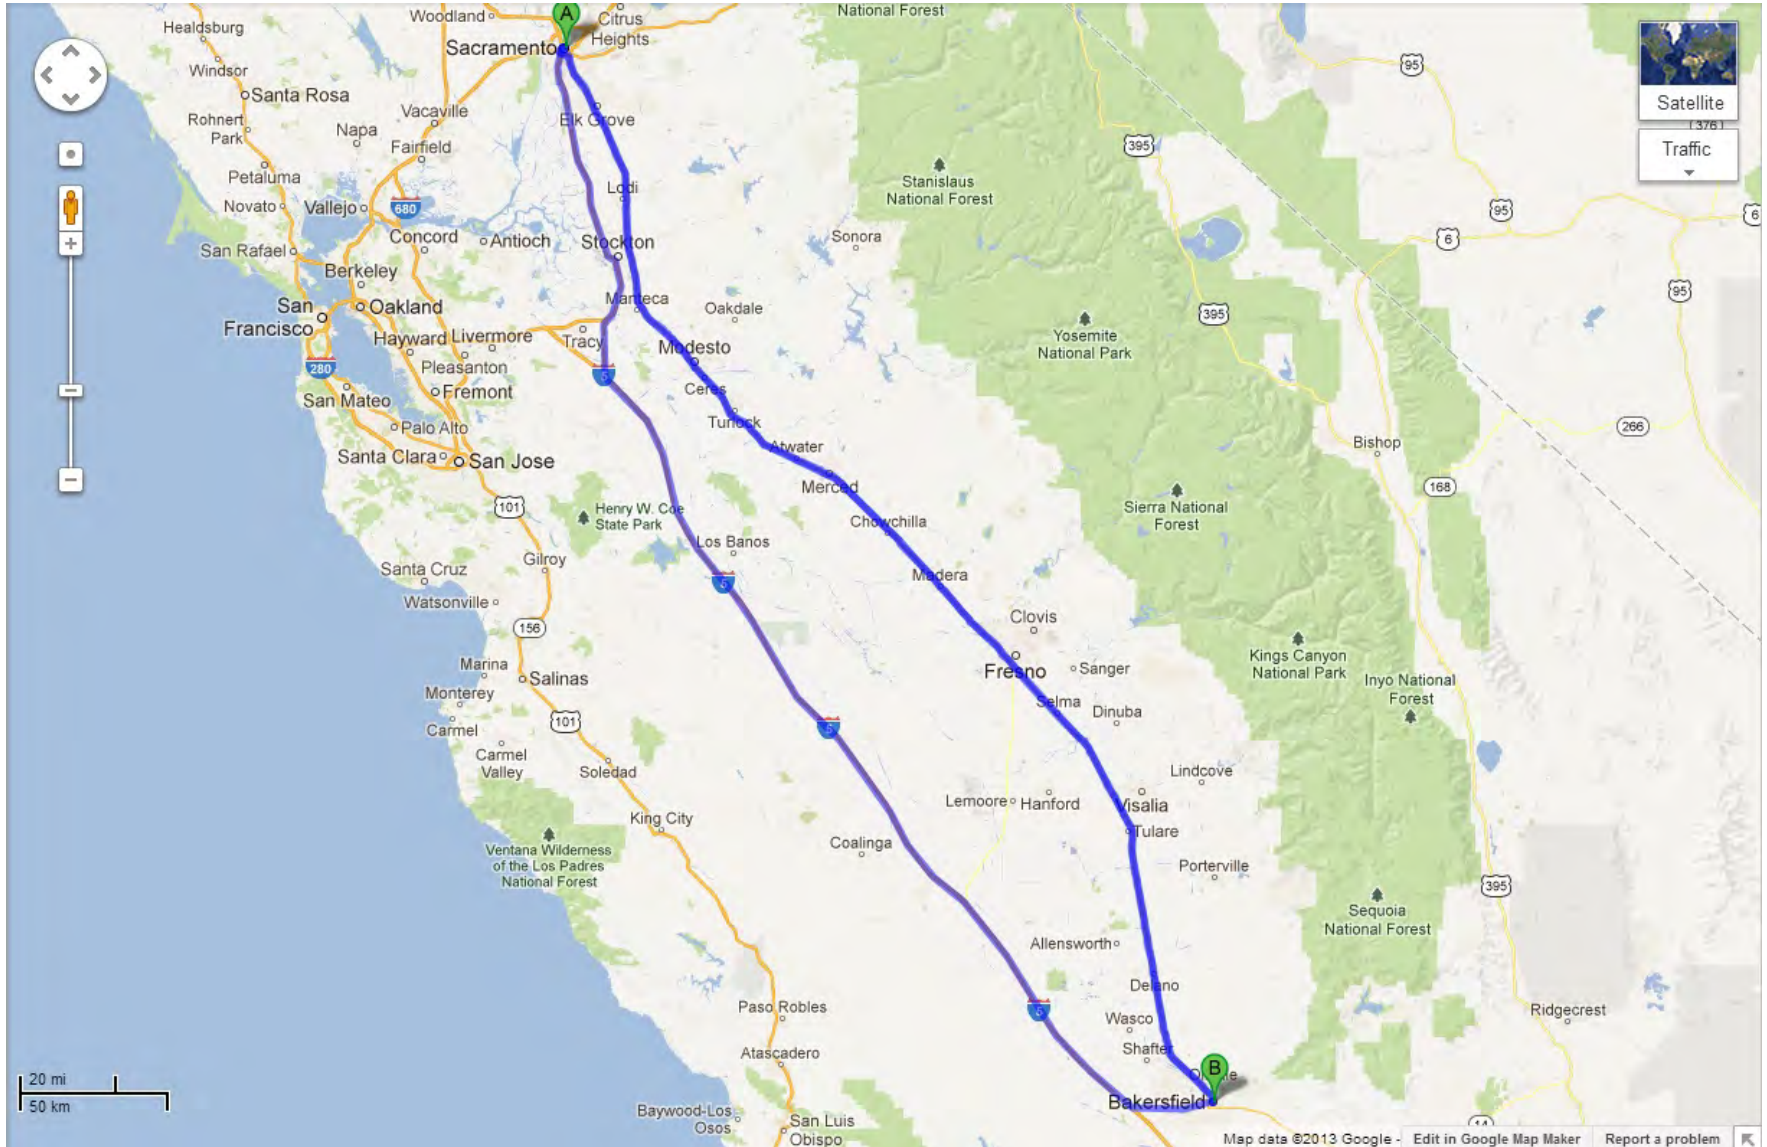 National Forest
Healdsburg
Woodland
A
Citrus
Heights
Sacramento
Windsor
Santa Rosa
95
Satellite
Rohnert
Park
Napa
Vacaville
Elk Grove
376
Fairfield
395
Traffic
Petaluma
Stanislaus
National Forest
Lodi
Novato
Vallejo
680
95
6
San Rafael
Concord
Antioch
Stockton
Sonora
6
Berkeley
Manteca
Oakdale
95
San
Francisco
Oakland
395
Hayward
Livermore
Tracy
Modesto
Yosemite
National Park
280
Pleasanton
5
San Mateo
Fremont
Ceres
Palo Alto
Turlock
266
Santa Clara
San Jose
Atwater
Bishop
Merced
168
101
Henry W. Coe
State Park
Chowchilla
Sierra National
Forest
Los Banos
Gilroy
Santa Cruz
5
Madera
Watsonville
Clovis
156
Marina
Salinas
Fresno
Sanger
Kings Canyon
National Park
Inyo National
Forest
Monterey
Selma
Dinuba
Carmel
101
5
Carmel
Valley
Soledad
Lindcove
Lemoore
Hanford
Visalia
King City
Tulare
Coalinga
Ventana Wilderness
of the Los Padres
National Forest
Porterville
395
Sequoia
National Forest
Allensworth
Delano
Paso Robles
5
Wasco
Ridgecrest
Shafter
Atascadero
B
20 mi
50 km
Bakersfield
Baywood-Los
Osos
San Luis
Obispo
14
Map data ©2013 Google -
Edit in Google Map Maker
Report a problem